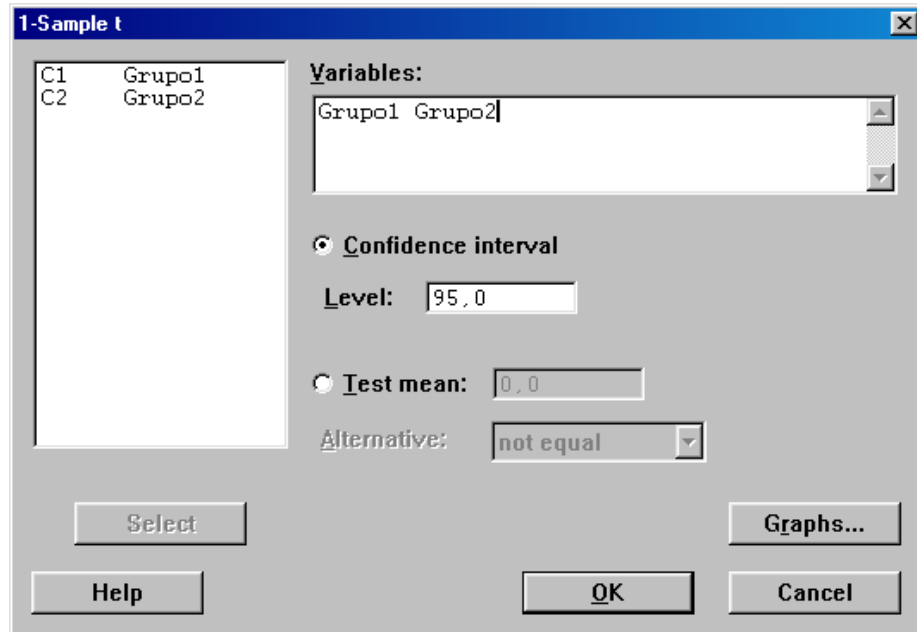 1-Sample t
C1 Grupo1
C2 Grupo2
Variables:
Grupo1 Grupo2
Confidence interval
Level: 95,0
Test mean: 0,0
Alternative: not equal
Select
Graphs...
Help
OK
Cancel